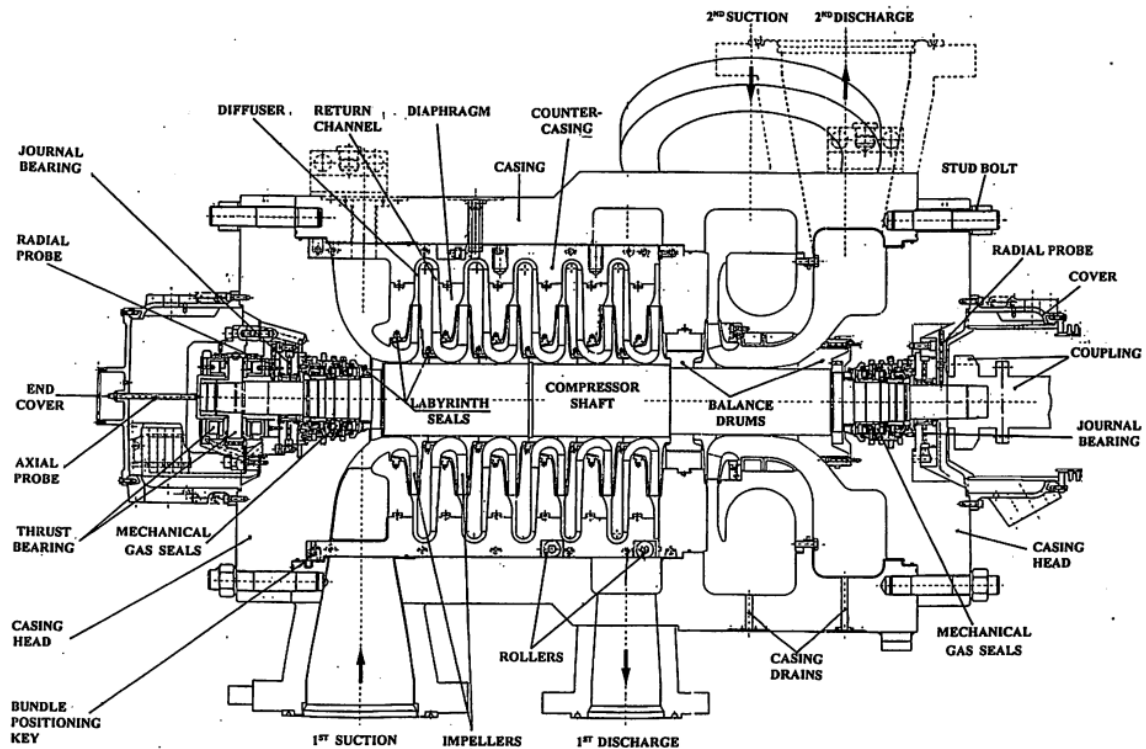 2ND SUCTION
2ND DISCHARGE
DIFFUSER
RETURN
CHANNEL
DIAPHRAGM
COUNTER-
CASING
JOURNAL
BEARING
CASING
STUD BOLT
RADIAL
PROBE
RADIAL PROBE
COVER
COUPLING
END
COVER
LABYRINTH
SEALS
COMPRESSOR
SHAFT
BALANCE
DRUMS
JOURNAL
BEARING
AXIAL
PROBE
THRUST
BEARING
MECHANICAL
GAS SEALS
CASING
HEAD
CASING
HEAD
ROLLERS
CASING
DRAINS
MECHANICAL
GAS SEALS
BUNDLE
POSITIONING
KEY
1ST SUCTION
IMPELLERS
1ST DISCHARGE